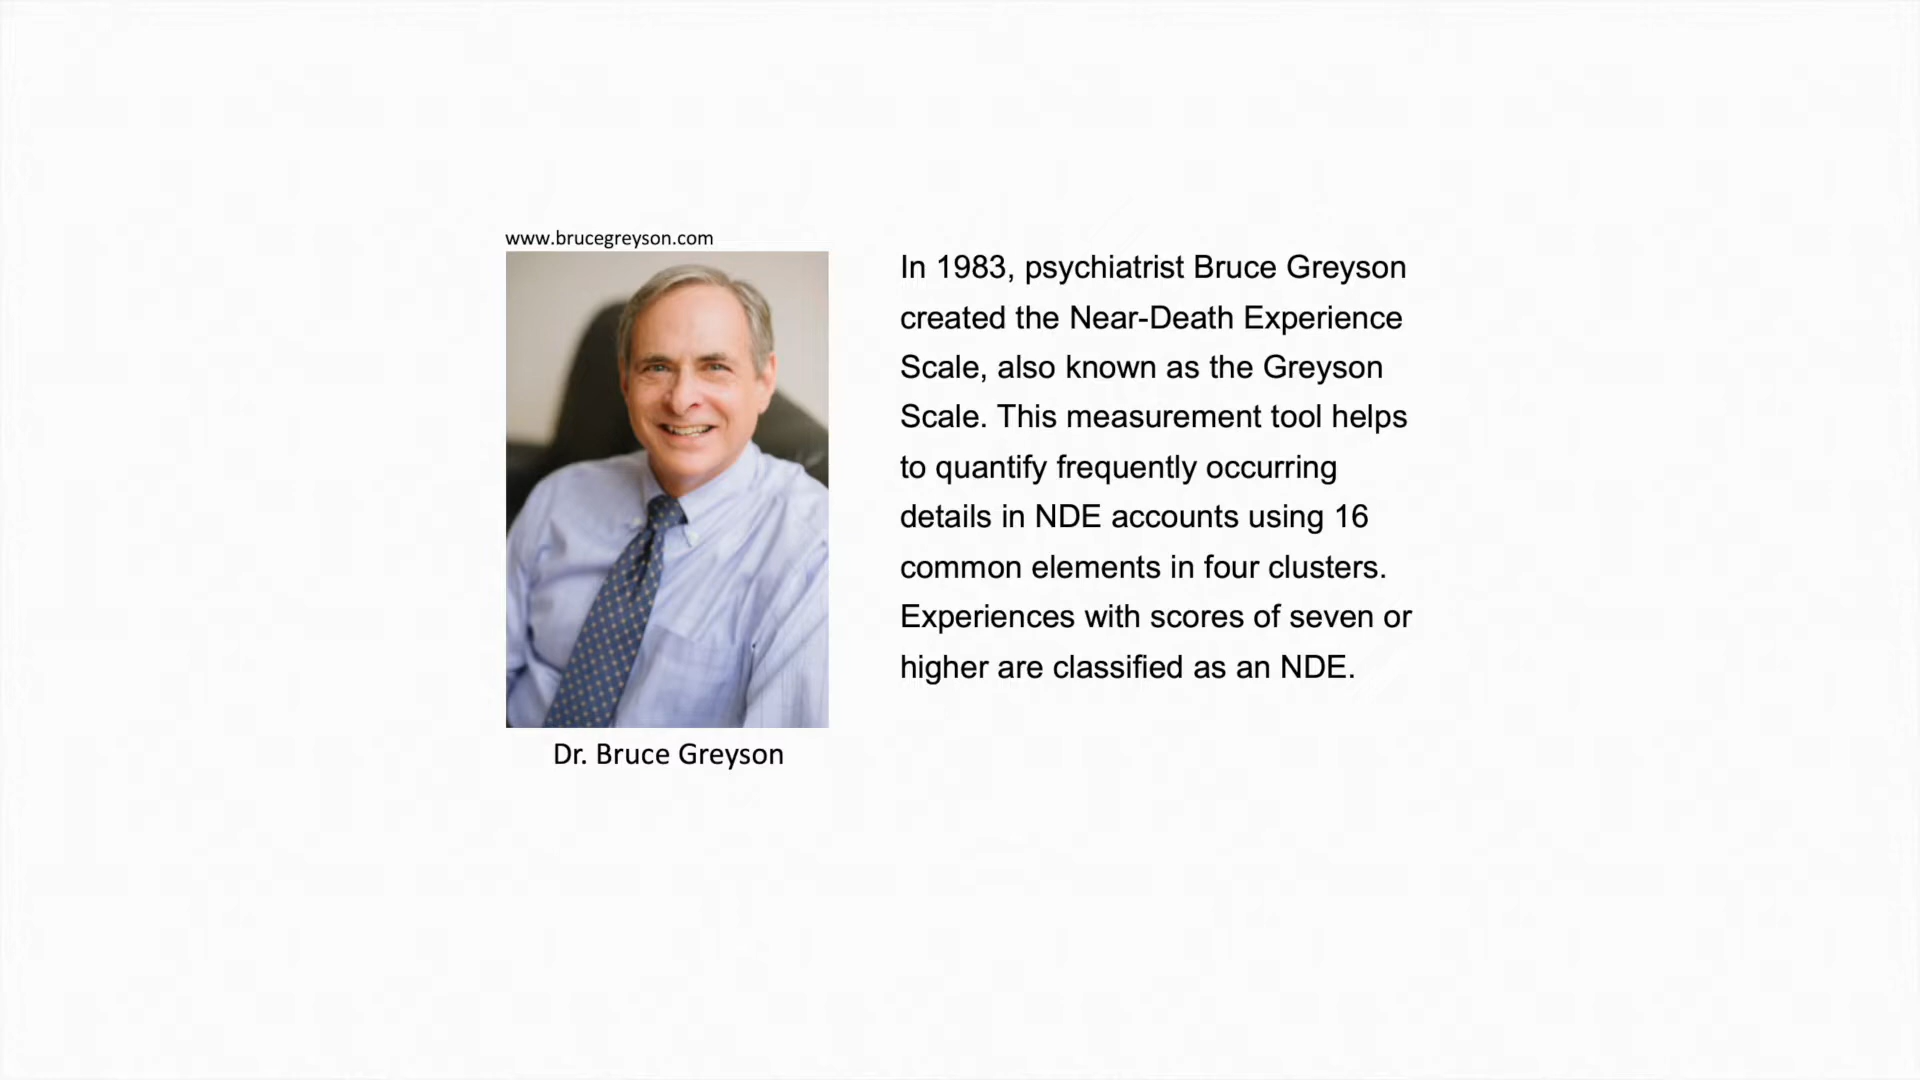 www.brucegreyson.com
In 1983, psychiatrist Bruce Greyson
created the Near-Death Experience
Scale, also known as the Greyson
Scale. This measurement tool helps
to quantify frequently occurring
details in NDE accounts using 16
common elements in four clusters.
Experiences with scores of seven or
higher are classified as an NDE.
Dr. Bruce Greyson